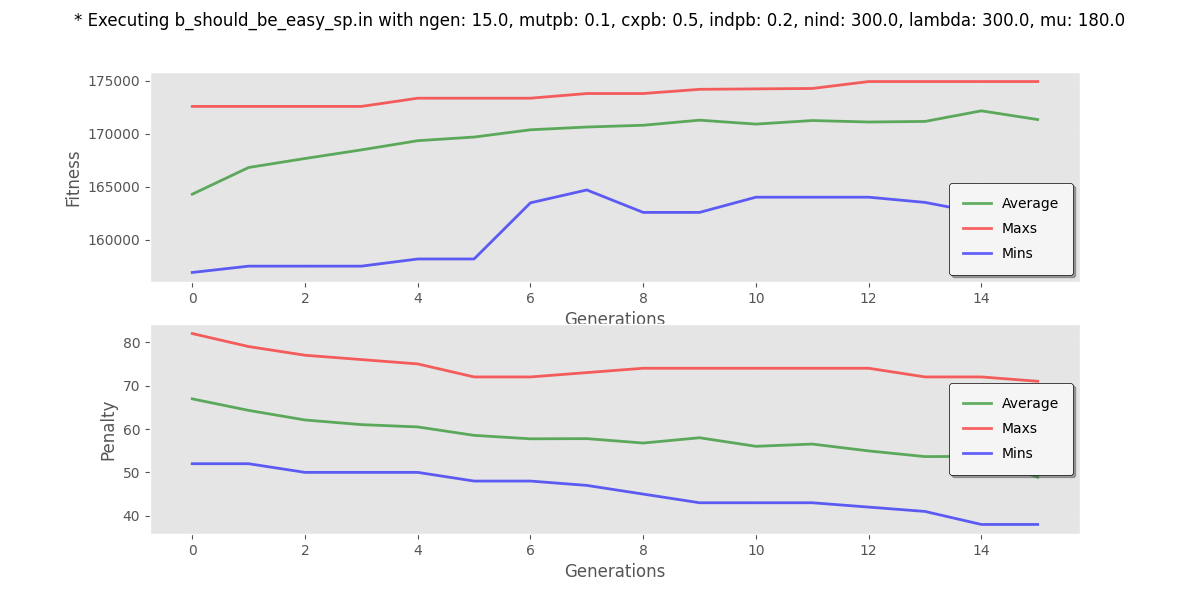 * Executing b_should_be_easy_sp.in with ngen: 15.0, mutpb: 0.1, cxpb: 0.5, indpb: 0.2, nind: 300.0, lambda: 300.0, mu: 180.0
175000
170000
165000
160000
Fitness
Average
Maxs
Mins
0 2 4 6 8 10 12 14
Generations
80
70
60
50
40
Penalty
Average
Maxs
Mins
0 2 4 6 8 10 12 14
Generations